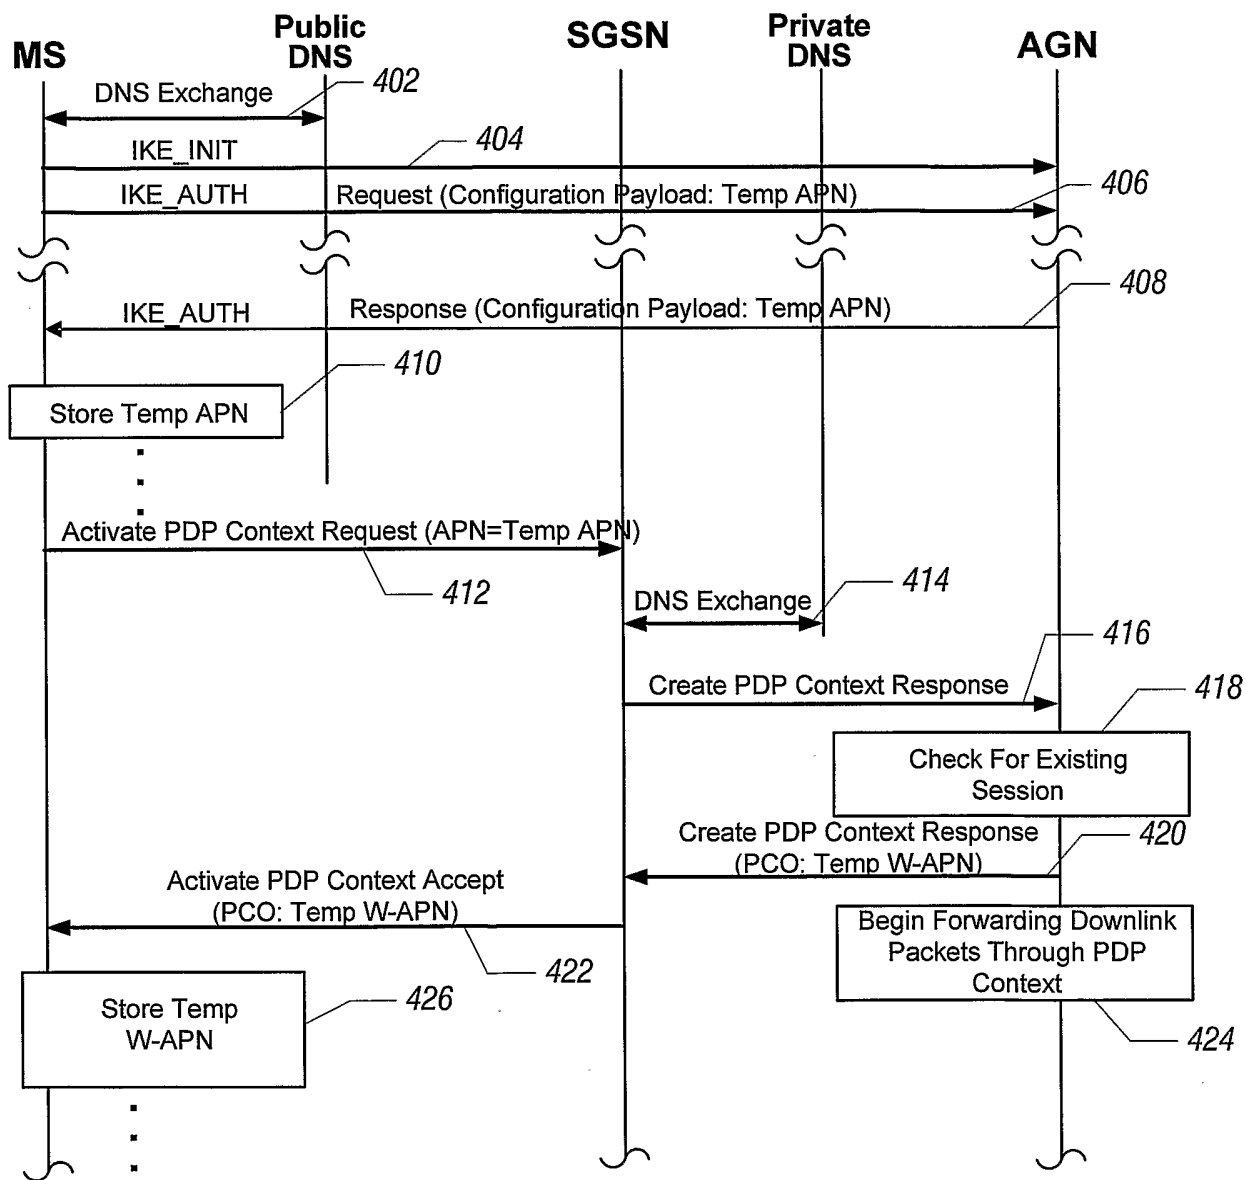 MS
Public
DNS
SGSN
Private
DNS
AGN
DNS Exchange
402
IKE_INIT
404
IKE_AUTH Request (Configuration Payload: Temp APN)
406
IKE_AUTH Response (Configuration Payload: Temp APN)
408
410
Store Temp APN
Activate PDP Context Request (APN=Temp APN)
412
DNS Exchange
414
416
Create PDP Context Response
418
Check For Existing
Session
Create PDP Context Response
(PCO: Temp W-APN)
420
Activate PDP Context Accept
(PCO: Temp W-APN)
422
Begin Forwarding Downlink
Packets Through PDP
Context
424
Store Temp
W-APN
426